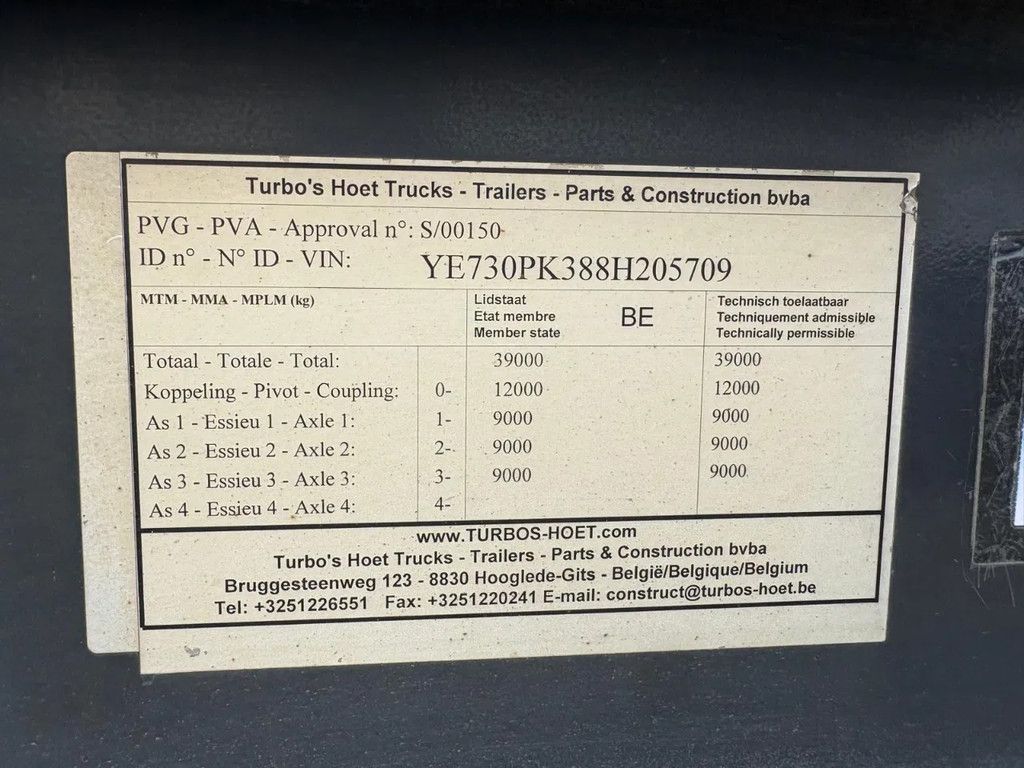 Turbo's Hoet Trucks - Trailers - Parts & Construction bvba
PVG - PVA - Approval n°: S/00150
ID n° - N° ID - VIN: YE730PK388H205709
MTM - MMA - MPLM (kg)
Lidstaat
Etat membre
Member state
BE
Technisch toelaatbaar
Techniquement admissible
Technically permissible
Totaal - Totale - Total: 39000 39000
Koppeling - Pivot - Coupling: 0- 12000 12000
As 1 - Essieu 1 - Axle 1: 1- 9000 9000
As 2 - Essieu 2 - Axle 2: 2- 9000 9000
As 3 - Essieu 3 - Axle 3: 3- 9000 9000
As 4 - Essieu 4 - Axle 4: 4-
www.TURBOS-HOET.com
Turbo's Hoet Trucks - Trailers - Parts & Construction bvba
Bruggesteenweg 123 - 8830 Hooglede-Gits - België/Belgique/Belgium
Tel: +3251226551 Fax: +3251220241 E-mail: construct@turbos-hoet.be